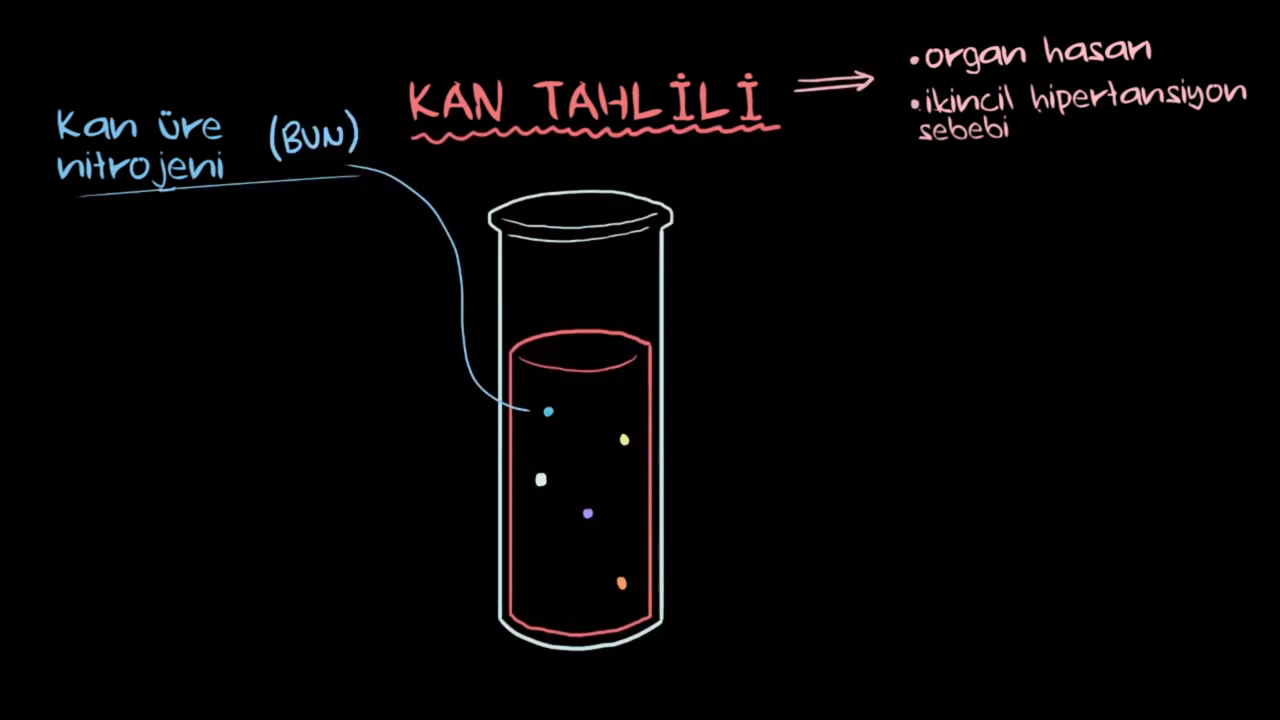 KAN TAHLİLİ
• organ hasarı
• ikincil hipertansiyon
sebebi
Kan üre
nitrojeni (BUN)